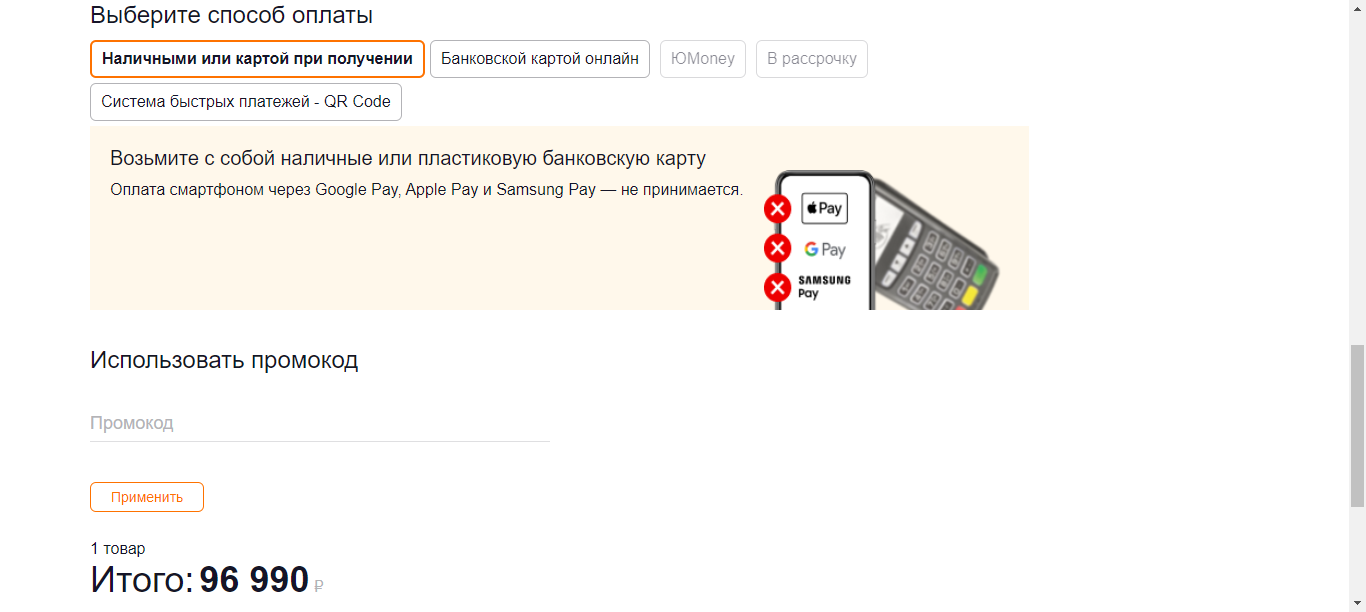 Выберите способ оплаты
Наличными или картой при получении
Банковской картой онлайн
ЮMoney
В рассрочку
Система быстрых платежей - QR Code
Возьмите с собой наличные или пластиковую банковскую карту
Оплата смартфоном через Google Pay, Apple Pay и Samsung Pay — не принимается.
Pay
G Pay
SAMSUNG
Pay
Использовать промокод
Промокод
Применить
1 товар
Итого: 96 990 ₽